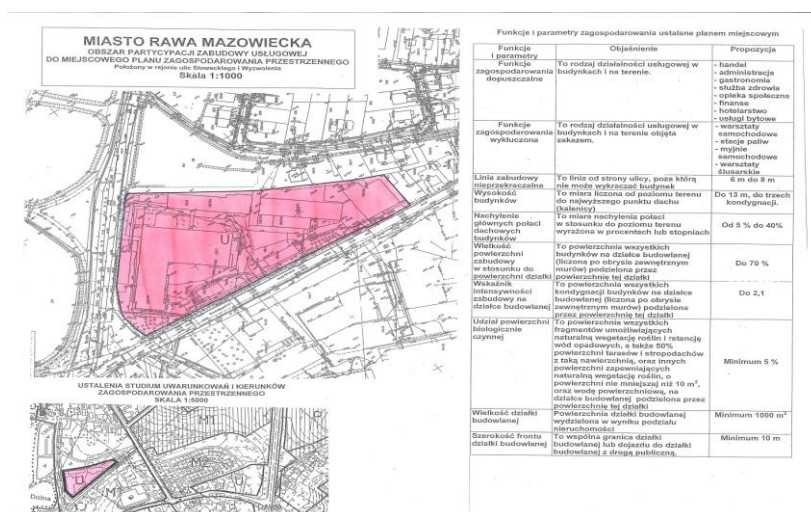 MIASTO RAWA MAZOWIECKA
OBSZAR PARTYCYPACJI ZABUDOWY USŁUGOWEJ
DO MIEJSCOWEGO PLANU ZAGOSPODAROWANIA PRZESTRZENNEGO
Położony w rejonie ulic Słowackiego i Wyzwolenia
Skala 1:1000
U
USTALENIA STUDIUM UWARUNKOWAŃ I KIERUNKÓW
ZAGOSPODAROWANIA PRZESTRZENNEGO
SKALA 1:5000
Dolna
U
Funkcje i parametry zagospodarowania ustalane planem miejscowym
Funkcje i parametry
Objaśnienie
Propozycja
Funkcje
zagospodarowania
dopuszczalne
To rodzaj działalności usługowej w
budynkach i na terenie.
- handel
- administracja
- gastronomia
- służba zdrowia
- opieka społeczna
- finanse
- hotelarstwo
- usługi bytowe
Funkcje
zagospodarowania
wykluczona
To rodzaj działalności usługowej w
budynkach i na terenie objęta
zakazem.
- warsztaty
samochodowe
- stacje paliw
- myjnie
samochodowe
- warsztaty
ślusarskie
Linia zabudowy
nieprzekraczalna
To linia od strony ulicy, poza którą
nie może wykraczać budynek
6 m do 8 m
Wysokość
budynków
To miara liczona od poziomu terenu
do najwyższego punktu dachu
(kalenicy)
Do 13 m, do trzech
kondygnacji.
Nachylenie
głównych połaci
dachowych
budynków
To miara nachylenia połaci
w stosunku do poziomu terenu
wyrażona w procentach lub stopniach
Od 5 % do 40%
Wielkość
powierzchni
zabudowy
w stosunku do
powierzchni działki
To powierzchnia wszystkich
budynków na działce budowlanej
(liczona po obrysie zewnętrznym
murów) podzielona przez
powierzchnię tej działki
Do 70 %
Wskaźnik
intensywności
zabudowy na
działce budowlanej
To powierzchnia wszystkich
kondygnacji budynków na działce
budowlanej (liczona po obrysie
zewnętrznym murów) podzielona
przez powierzchnię tej działki
Do 2,1
Udział powierzchni
biologicznie
czynnej
To powierzchnia wszystkich
fragmentów umożliwiających
naturalną wegetację roślin i retencję
wód opadowych, a także 50%
powierzchni tarasów i stropodachów
z taką nawierzchnią, oraz innych
powierzchni zapewniających
naturalną wegetację roślin, o
powierzchni nie mniejszej niż 10 m²,
oraz wodę powierzchniową, na
działce budowlanej podzielona przez
powierzchnię tej działki
Minimum 5 %
Wielkość działki
budowlanej
Powierzchnia działki budowlanej
wydzielona w wyniku podziału
nieruchomości
Minimum 1000 m²
Szerokość frontu
działki budowlanej
To wspólna granica działki
budowlanej lub dojazdu do działki
budowlanej z drogą publiczną.
Minimum 10 m